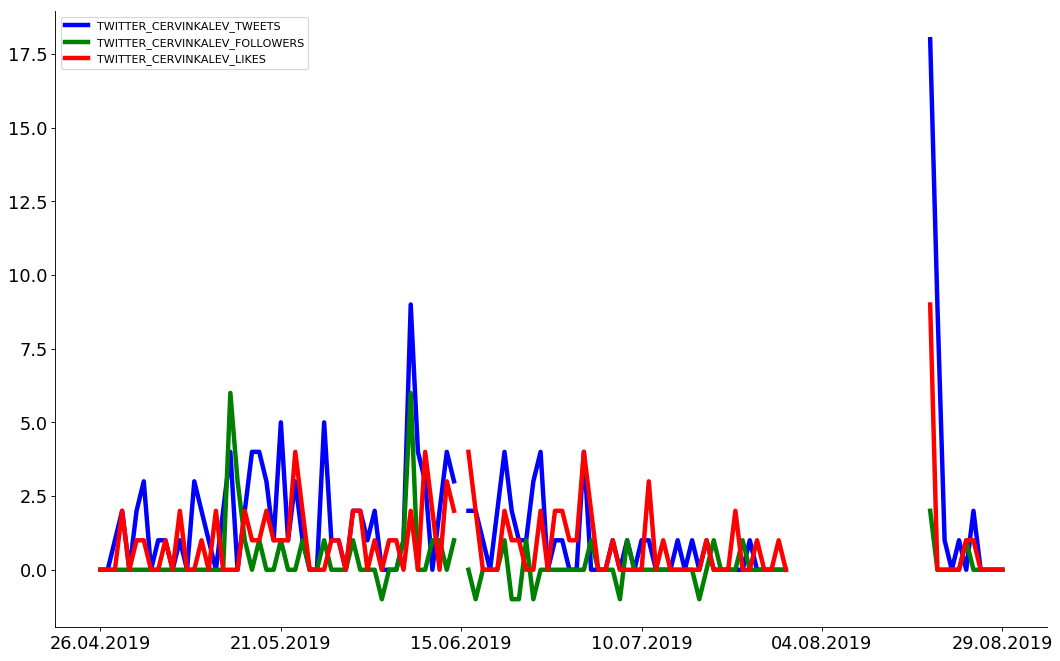 TWITTER_CERVINKALEV_TWEETS
TWITTER_CERVINKALEV_FOLLOWERS
TWITTER_CERVINKALEV_LIKES
17.5
15.0
12.5
10.0
7.5
5.0
2.5
0.0
26.04.2019 21.05.2019 15.06.2019 10.07.2019 04.08.2019 29.08.2019